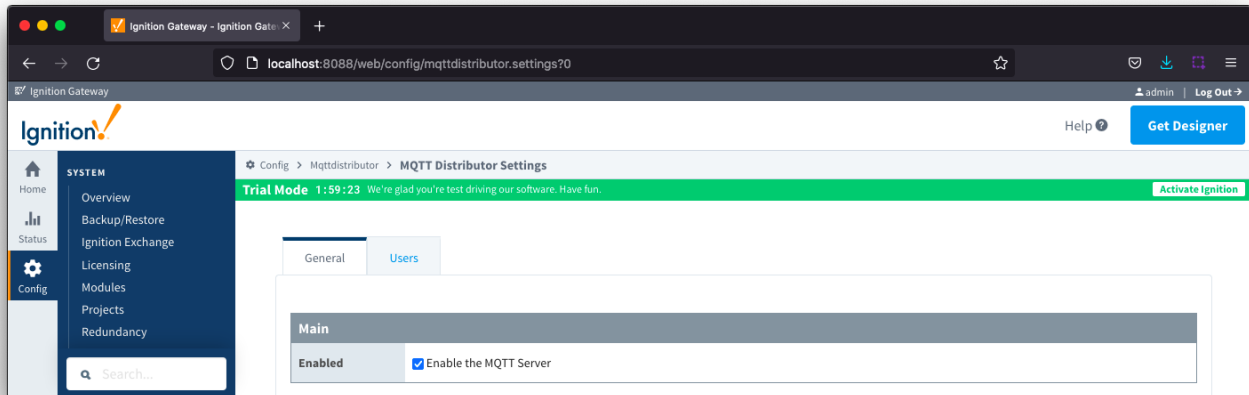 Ignition Gateway - Ignition Gate
localhost:8088/web/config/mqttdistributor.settings?0
Ignition Gateway
admin | Log Out
Ignition!
Help
Get Designer
Home
Status
Config
SYSTEM
Overview
Backup/Restore
Ignition Exchange
Licensing
Modules
Projects
Redundancy
Search...
Config > Mqttdistributor > MQTT Distributor Settings
Trial Mode 1:59:23 We're glad you're test driving our software. Have fun.
Activate Ignition
General
Users
Main
Enabled
Enable the MQTT Server